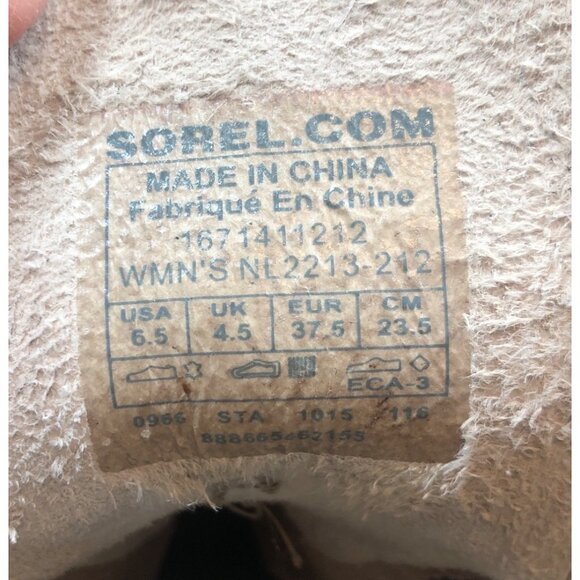 SOREL.COM
MADE IN CHINA
Fabriqué En Chine
1671411212
WMN'S NL2213-212
USA UK EUR CM
6.5 4.5 37.5 23.5
ECA-3
0966 STA 1015 116
888665462155